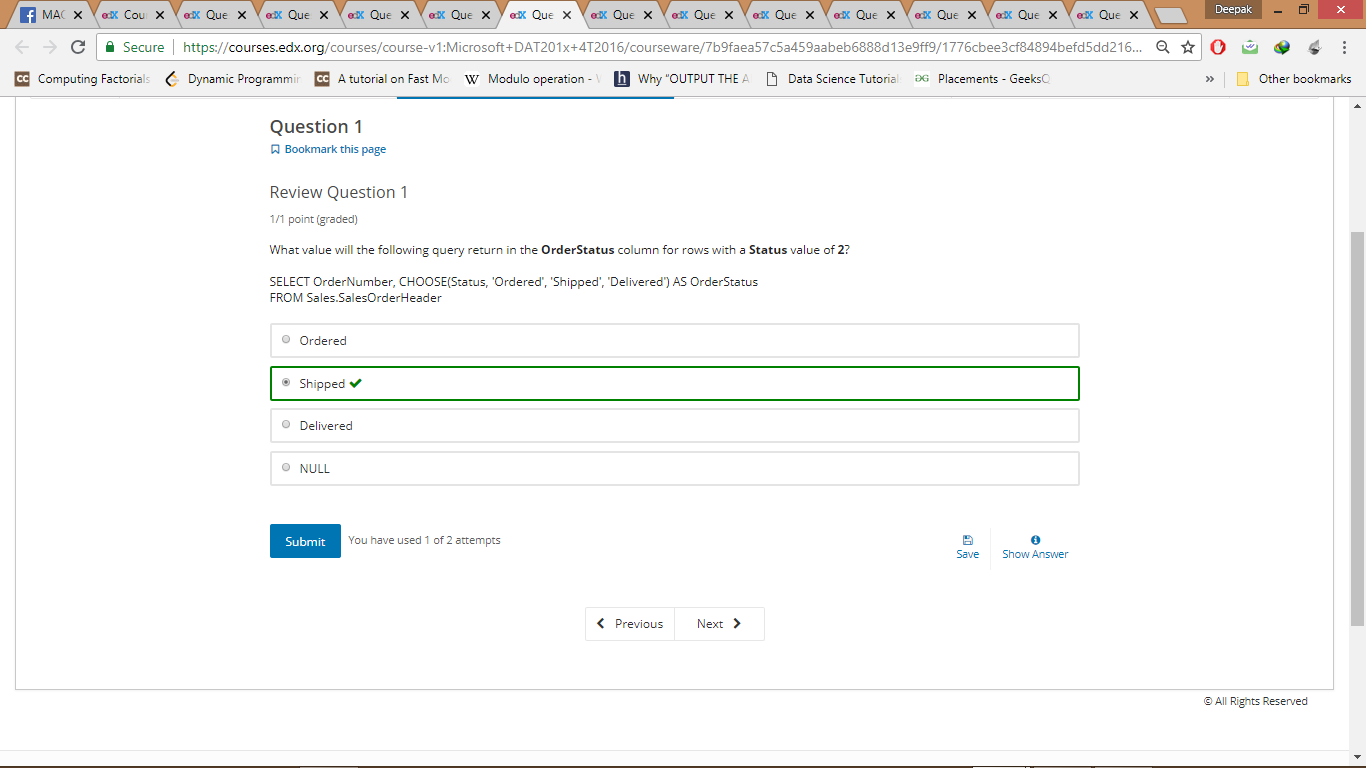 MAC
Cou
Que
Que
Que
Que
Que
Que
Que
Que
Que
Que
Que
Que
Deepak
Secure
https://courses.edx.org/courses/course-v1:Microsoft+DAT201x+4T2016/courseware/7b9faea57c5a459aabeb6888d13e9ff9/1776cbee3cf84894befd5dd216...
CC Computing Factorials
Dynamic Programmin
CC A tutorial on Fast Mo
W Modulo operation -
h Why "OUTPUT THE A
Data Science Tutorial
Placements - GeeksG
» Other bookmarks
Question 1
Bookmark this page
Review Question 1
1/1 point (graded)
What value will the following query return in the OrderStatus column for rows with a Status value of 2?
SELECT OrderNumber, CHOOSE(Status, 'Ordered', 'Shipped', 'Delivered') AS OrderStatus
FROM Sales.SalesOrderHeader
Ordered
Shipped
Delivered
NULL
Submit
You have used 1 of 2 attempts
Save
Show Answer
Previous
Next
© All Rights Reserved